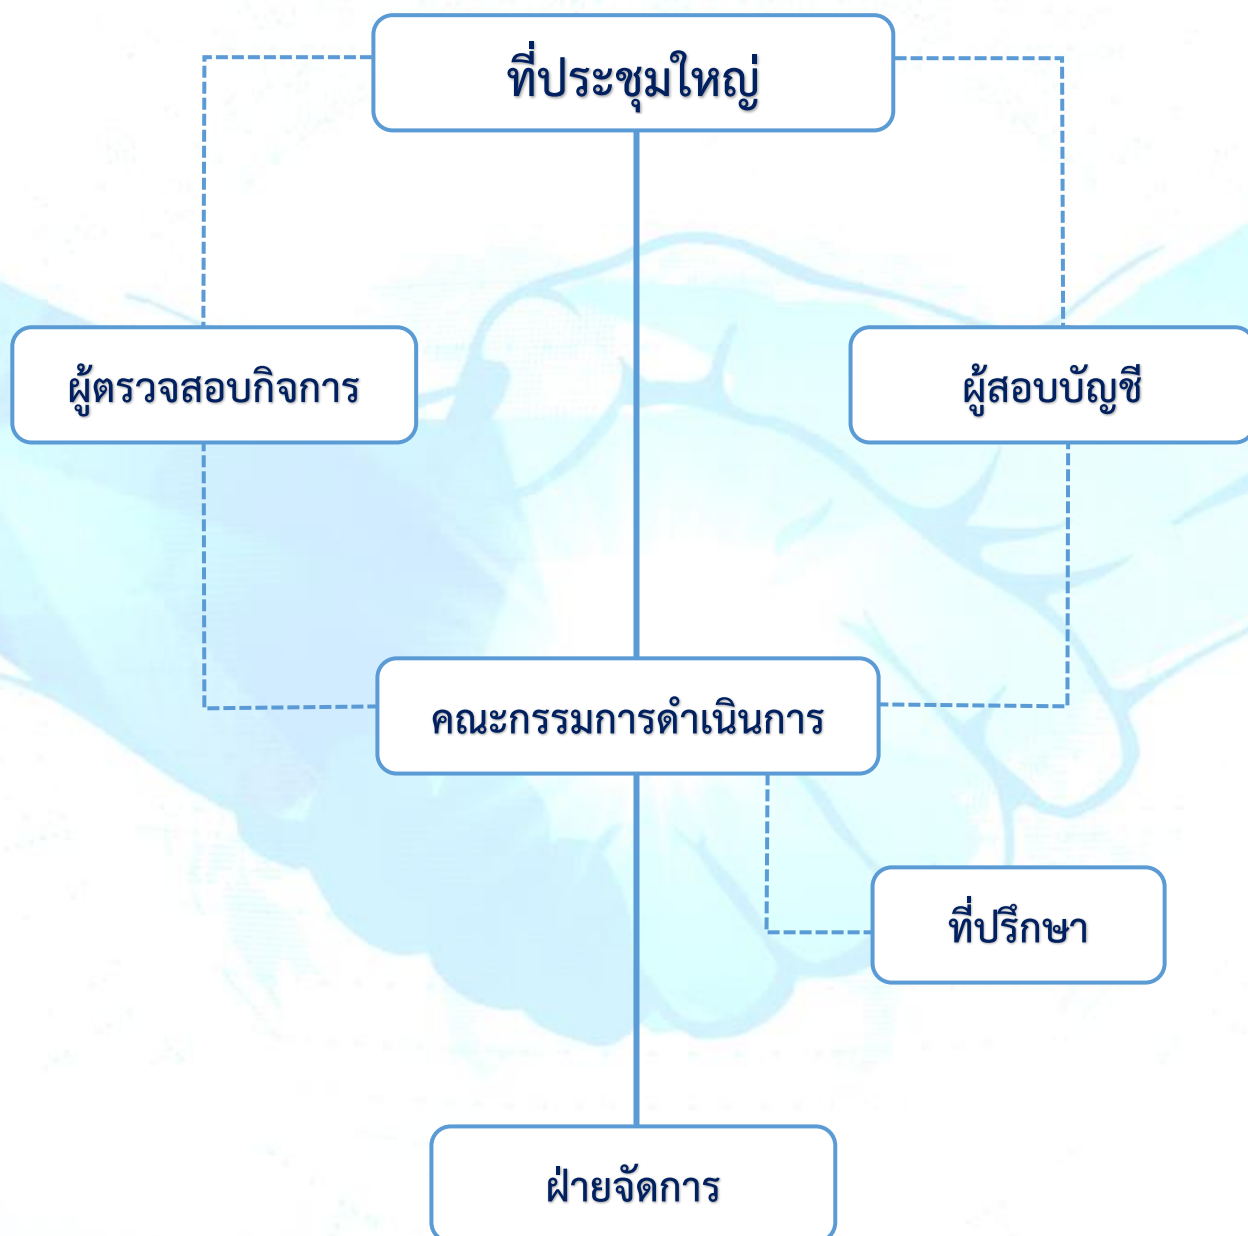 ที่ประชุมใหญ่
ผู้ตรวจสอบกิจการ
ผู้สอบบัญชี
คณะกรรมการดำเนินการ
ที่ปรึกษา
ฝ่ายจัดการ